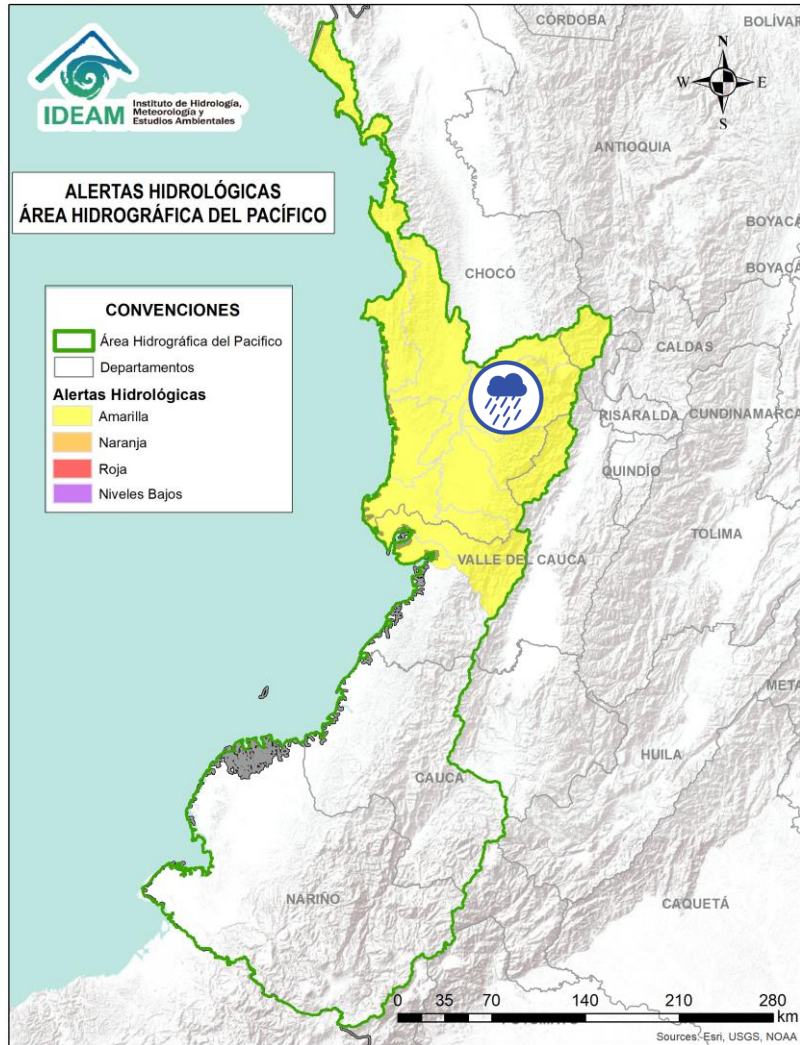 CÓRDOBA
BOLÍVAR
N
W
E
S
IDEAM
Instituto de Hidrología,
Meteorología y
Estudios Ambientales
ANTIOQUIA
ALERTAS HIDROLÓGICAS
ÁREA HIDROGRÁFICA DEL PACÍFICO
BOYACÁ
BOYACÁ
CHOCÓ
CONVENCIONES
Área Hidrográfica del Pacifico
Departamentos
Alertas Hidrológicas
Amarilla
Naranja
Roja
Niveles Bajos
CALDAS
RISARALDA
CUNDINAMARCA
QUINDÍO
TOLIMA
VALLE DEL CAUCA
META
HUILA
CAUCA
NARIÑO
CAQUETÁ
0 35 70 140 210 280
km
Sources: Esri, USGS, NOAA